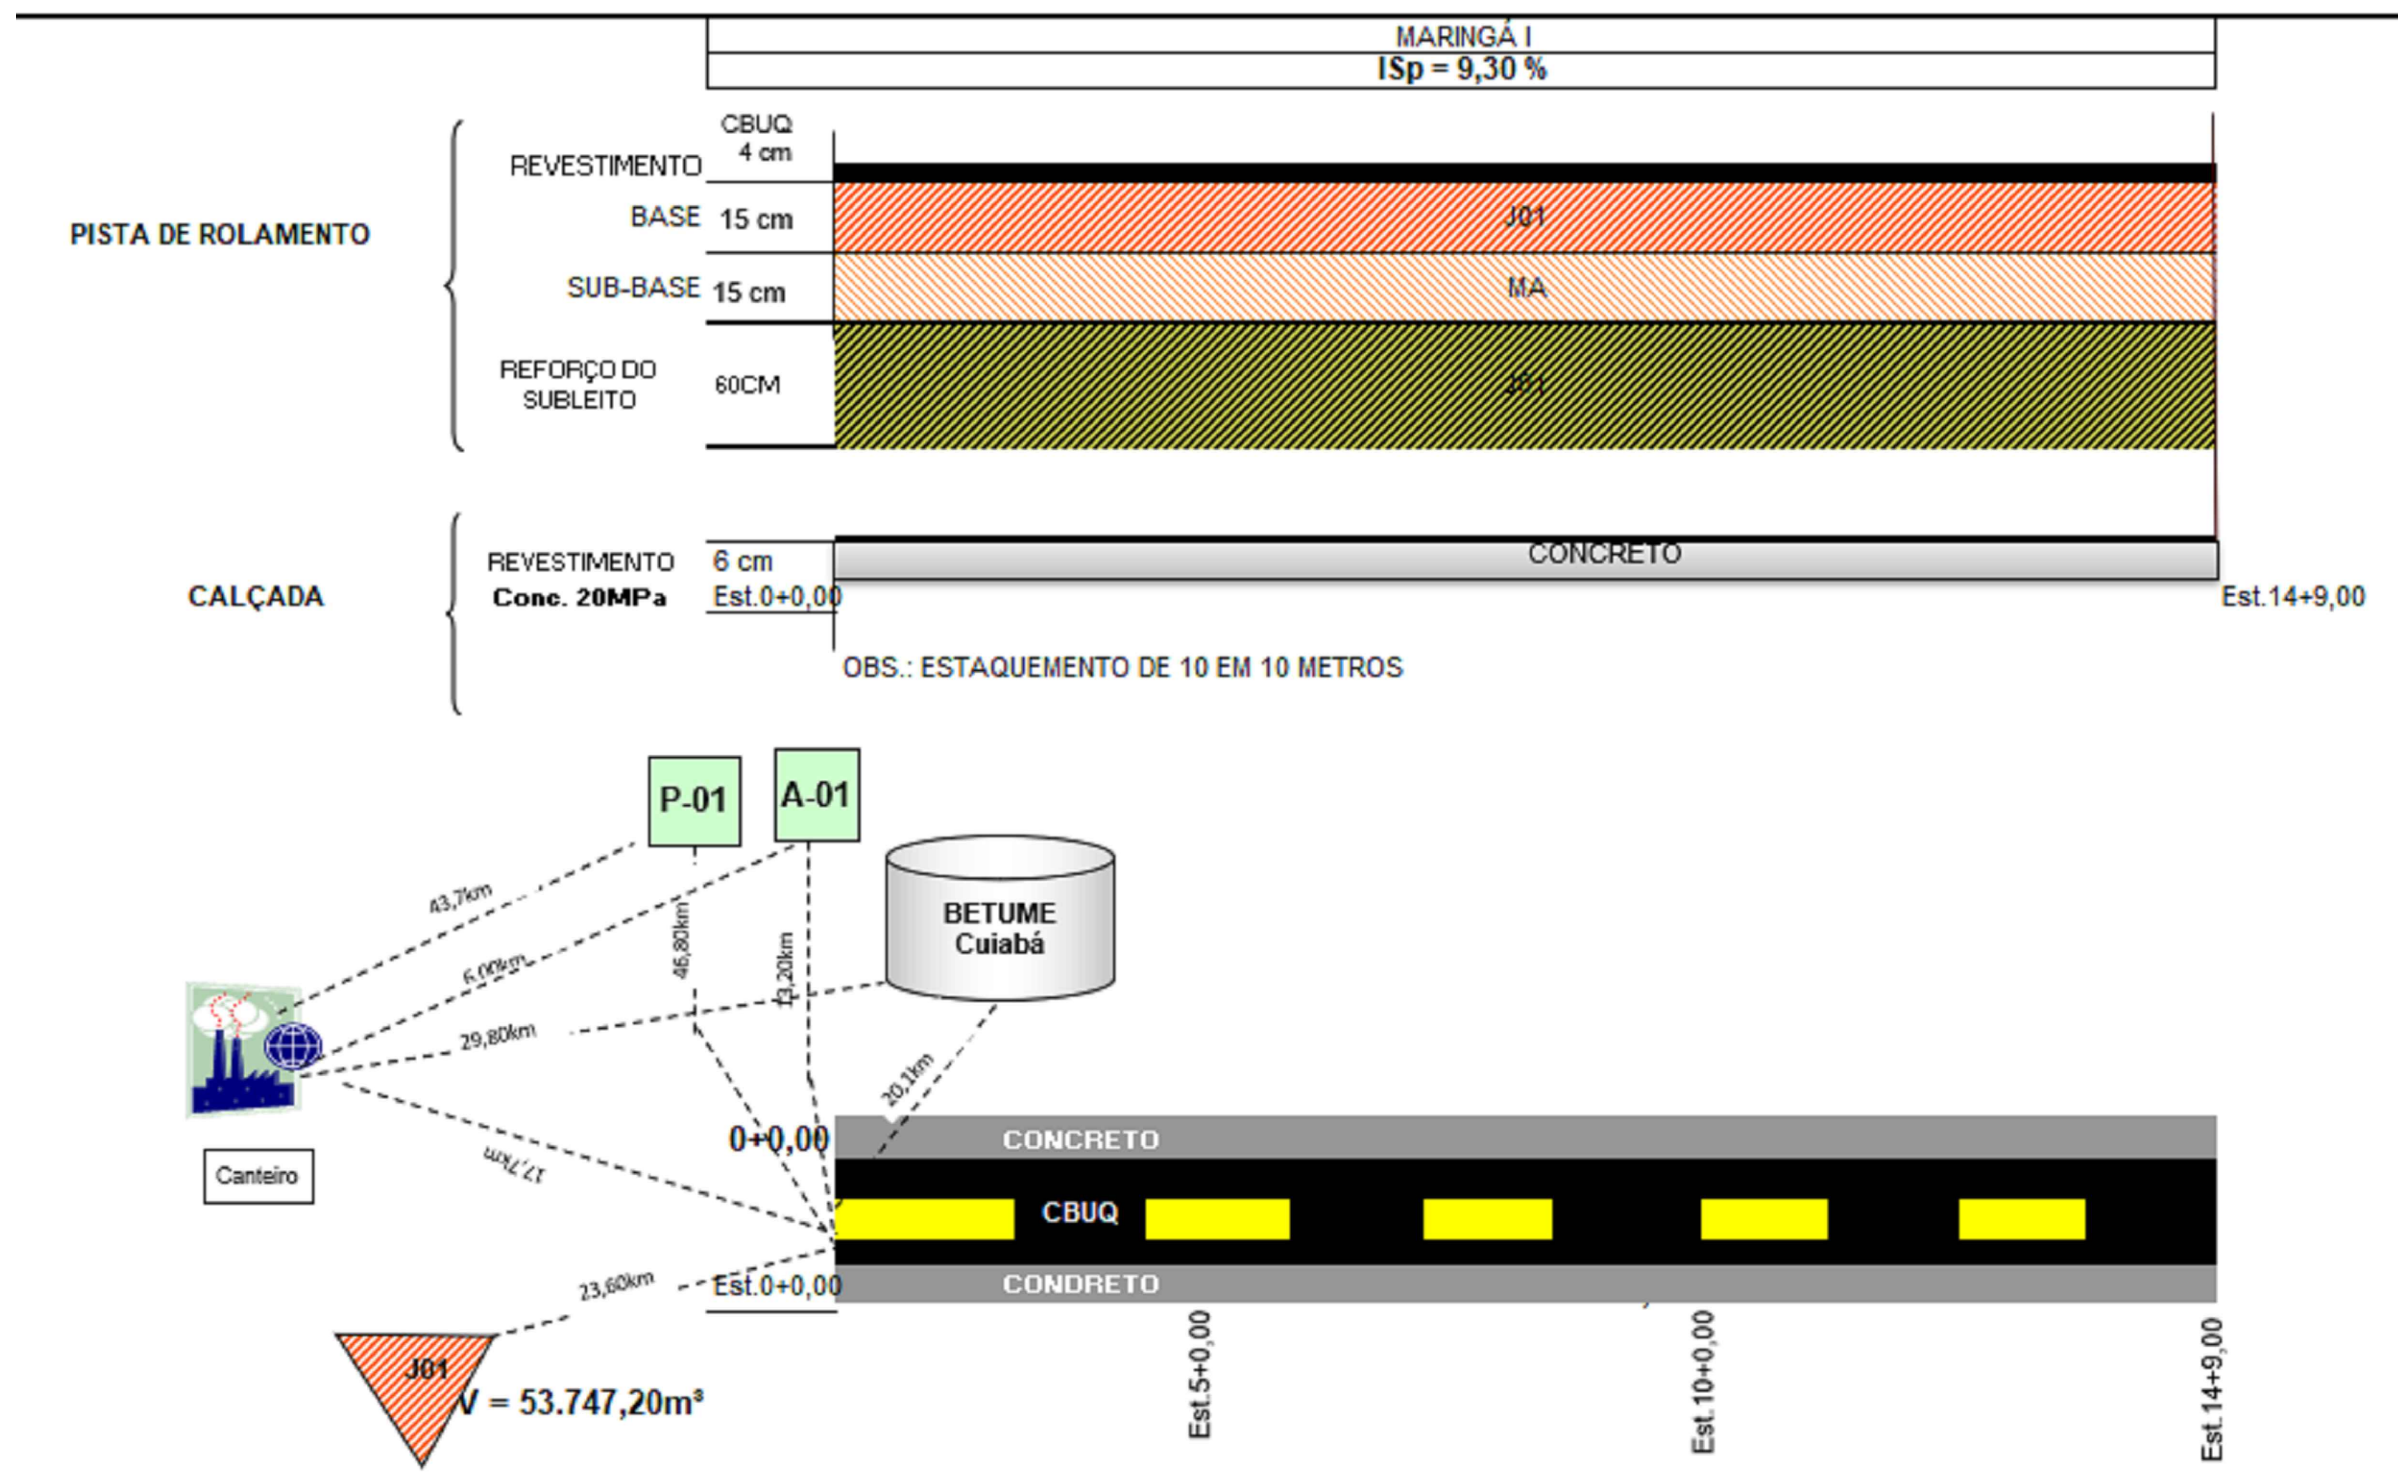 MARINGÁ I
ISp = 9,30 %
CBUQ
4 cm
REVESTIMENTO
BASE
15 cm
J01
PISTA DE ROLAMENTO
SUB-BASE
15 cm
MA
REFORÇO DO
SUBLEITO
60CM
J01
REVESTIMENTO
Conc. 20MPa
6 cm
CONCRETO
CALÇADA
Est.0+0,00
Est.14+9,00
OBS.: ESTAQUEMENTO DE 10 EM 10 METROS
P-01
A-01
43,7km
46,80km
6,00km
13,20km
BETUME
Cuiabá
29,80km
20,1km
0+0,00
CONCRETO
Canteiro
17,7km
CBUQ
23,60km
Est.0+0,00
CONDRETO
J01
V = 53.747,20m³
Est.5+0,00
Est.10+0,00
Est.14+9,00